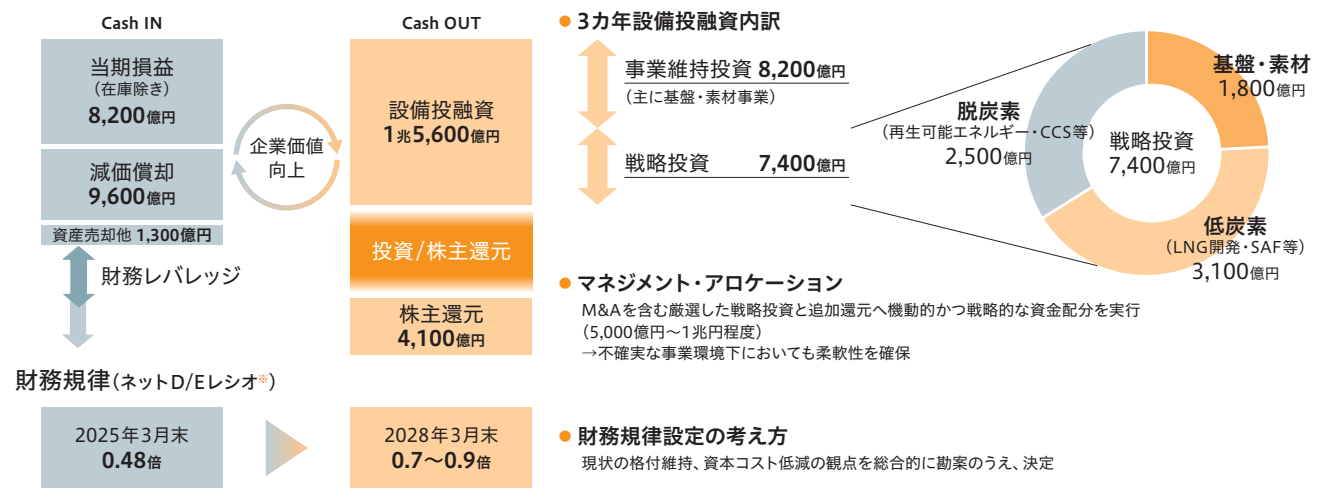 Cash IN
当期損益
(在庫除き)
8,200億円
減価償却
9,600億円
資産売却他 1,300億円
財務レバレッジ
企業価値
向上
Cash OUT
設備投融資
1兆5,600億円
投資/株主還元
株主還元
4,100億円
● 3カ年設備投融資内訳
事業維持投資 8,200億円
(主に基盤・素材事業)
戦略投資 7,400億円
基盤・素材
1,800億円
脱炭素
(再生可能エネルギー・CCS等)
2,500億円
戦略投資
7,400億円
低炭素
(LNG開発・SAF等)
3,100億円
● マネジメント・アロケーション
M&Aを含む厳選した戦略投資と追加還元へ機動的かつ戦略的な資金配分を実行
(5,000億円〜1兆円程度)
→不確実な事業環境下においても柔軟性を確保
財務規律(ネットD/Eレシオ※)
2025年3月末
0.48倍
2028年3月末
0.7〜0.9倍
● 財務規律設定の考え方
現状の格付維持、資本コスト低減の観点を総合的に勘案のうえ、決定